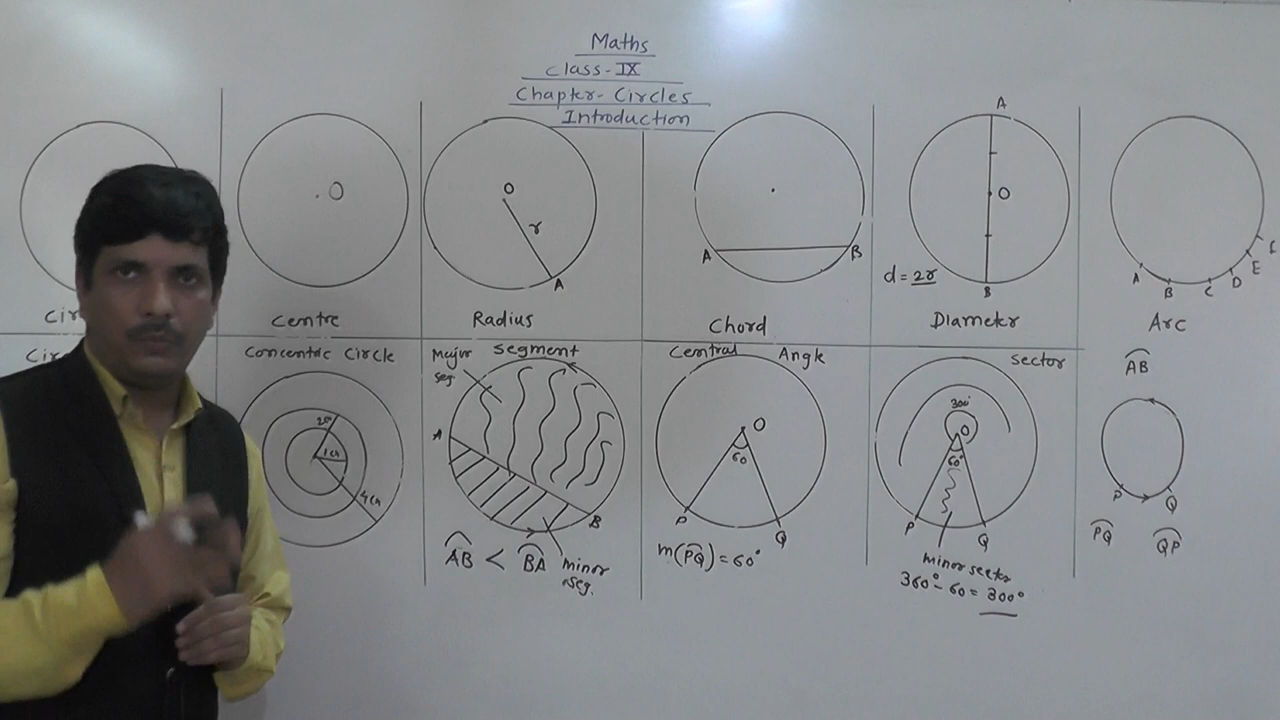 Maths
Class-IX
Chapter-Circles
Introduction
O
O
r
A
A
B
A
O
d = 2r
B
A
B
C
D
E
Cir
Centre
Radius
Chord
Diameter
Arc
Cir
Concentric Circle
Major
seg.
Segment
Central Angle
Sector
AB
1cm
4cm
A
B
AB < BA
minor
seg.
O
60
P
Q
m(PQ) = 60°
300°
O
60°
P
Q
minor sector
360° - 60 = 300°
P
Q
PQ
QP